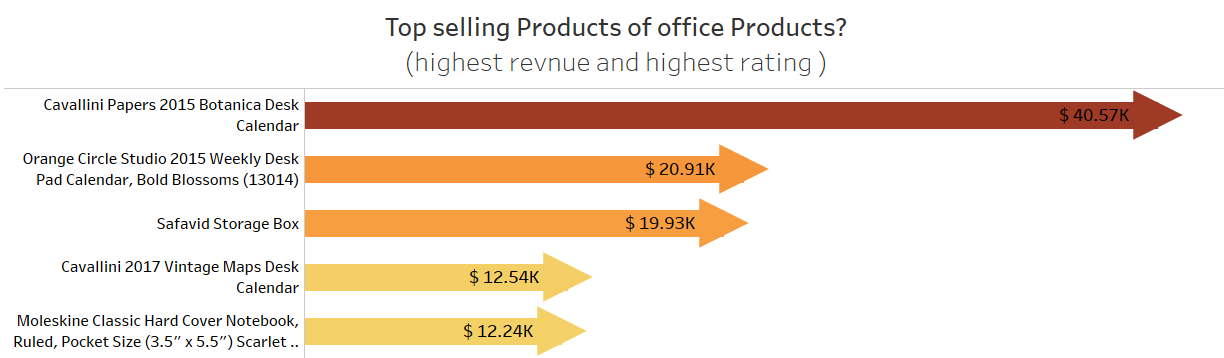 Top selling Products of office Products?
(highest revnue and highest rating )
Cavallini Papers 2015 Botanica Desk
Calendar
$ 40.57K
Orange Circle Studio 2015 Weekly Desk
Pad Calendar, Bold Blossoms (13014)
$ 20.91K
Safavid Storage Box
$ 19.93K
Cavallini 2017 Vintage Maps Desk
Calendar
$ 12.54K
Moleskine Classic Hard Cover Notebook,
Ruled, Pocket Size (3.5″ x 5.5″) Scarlet ..
$ 12.24K